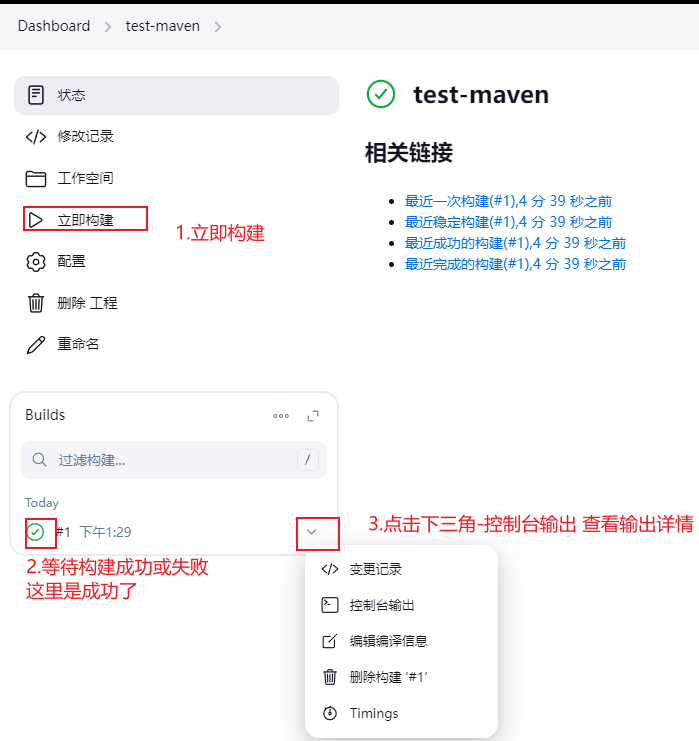 Dashboard > test-maven >
状态
修改记录
工作空间
立即构建
1.立即构建
配置
删除 工程
重命名
test-maven
相关链接
最近一次构建(#1),4 分 39 秒之前
最近稳定构建(#1),4 分 39 秒之前
最近成功的构建(#1),4 分 39 秒之前
最近完成的构建(#1),4 分 39 秒之前
Builds
过滤构建...
/
Today
#1 下午1:29
2.等待构建成功或失败
这里是成功了
3.点击下三角-控制台输出 查看输出详情
变更记录
控制台输出
编辑编译信息
删除构建 '#1'
Timings